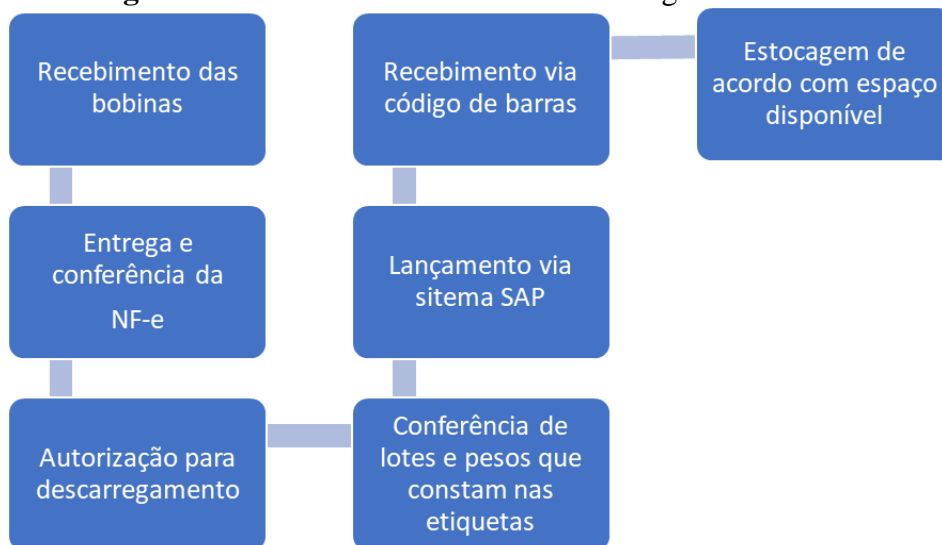 Recebimento das
bobinas
Entrega e
conferência da
NF-e
Autorização para
descarregamento
Conferência de
lotes e pesos que
constam nas
etiquetas
Lançamento via
sitema SAP
Recebimento via
código de barras
Estocagem de
acordo com espaço
disponível